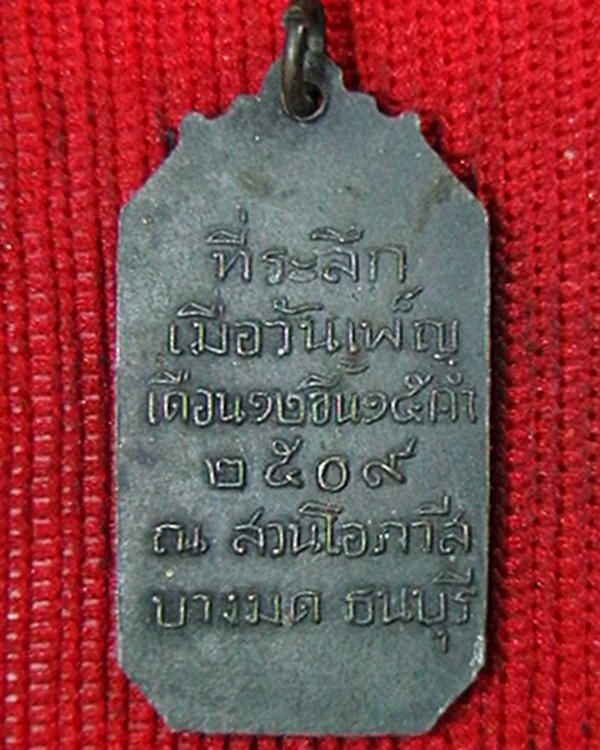 ที่ระลึก
เมื่อวันเพ็ญ
เดือน๑๒ขึ้น๑๕ค่ำ
๒๕๐๙
ณ สวนโอภาสี
บางมด ธนบุรี